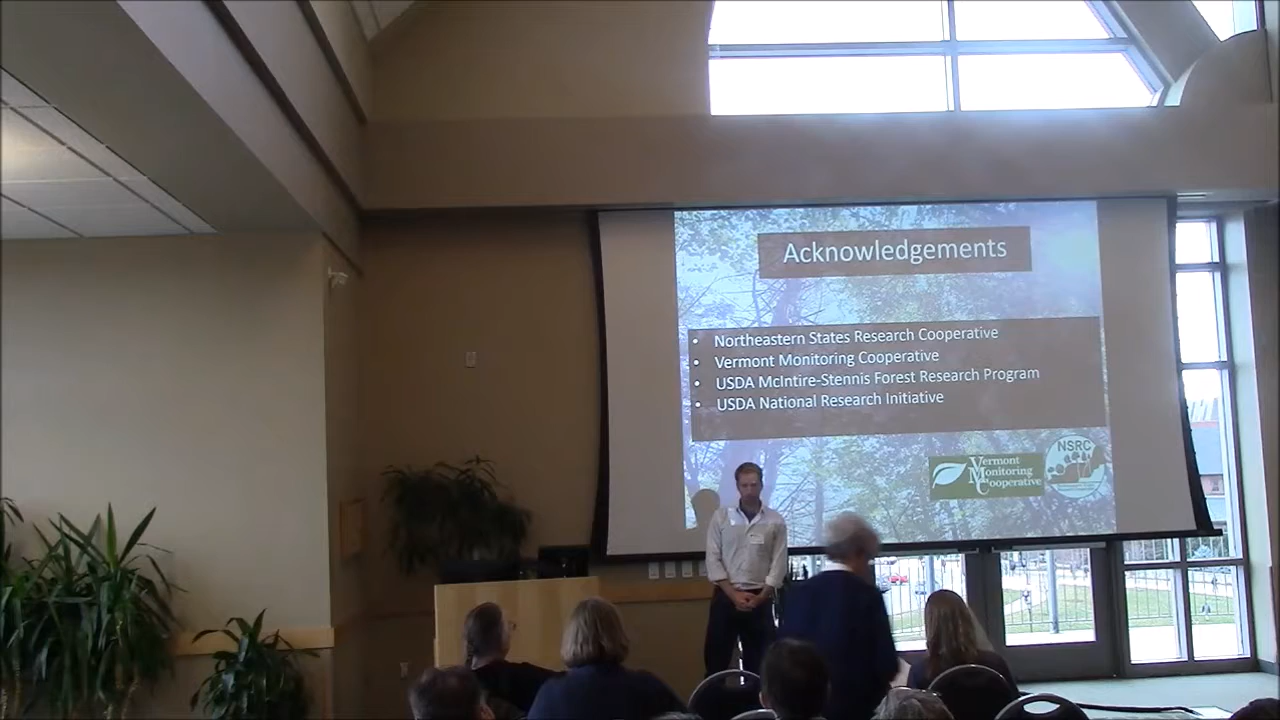 Acknowledgements
• Northeastern States Research Cooperative
• Vermont Monitoring Cooperative
• USDA McIntire-Stennis Forest Research Program
• USDA National Research Initiative
Vermont
Monitoring
Cooperative
NSRC